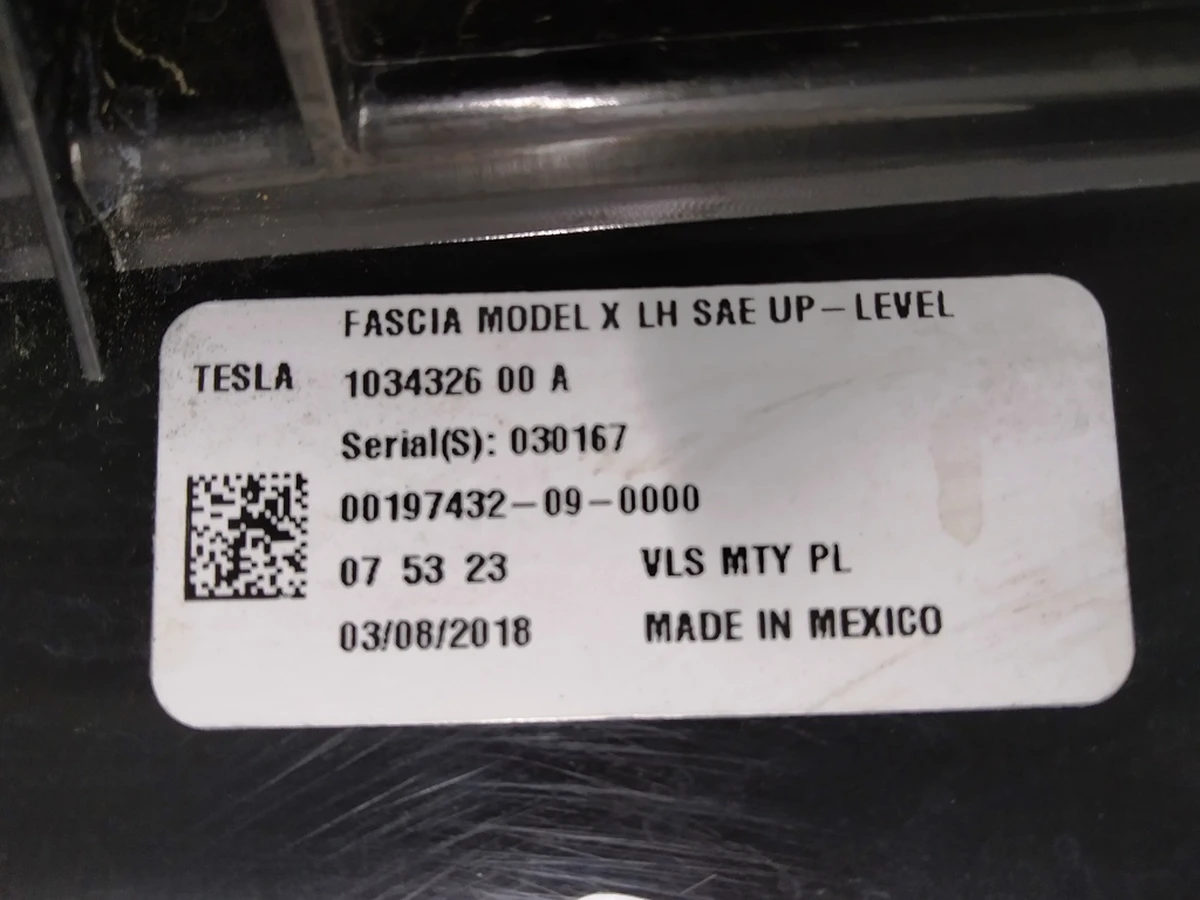 FASCIA MODEL X LH SAE UP-LEVEL
TESLA 1034326 00 A
Serial(S): 030167
00197432-09-0000
07 53 23 VLS MTY PL
03/08/2018 MADE IN MEXICO